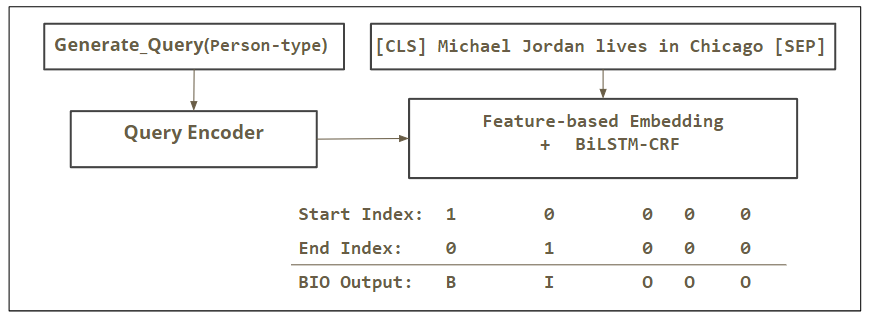 Generate_Query(Person-type)
[CLS] Michael Jordan lives in Chicago [SEP]
Query Encoder
Feature-based Embedding
+ BiLSTM-CRF
Start Index: 1 0 0 0 0
End Index: 0 1 0 0 0
BIO Output: B I O O O